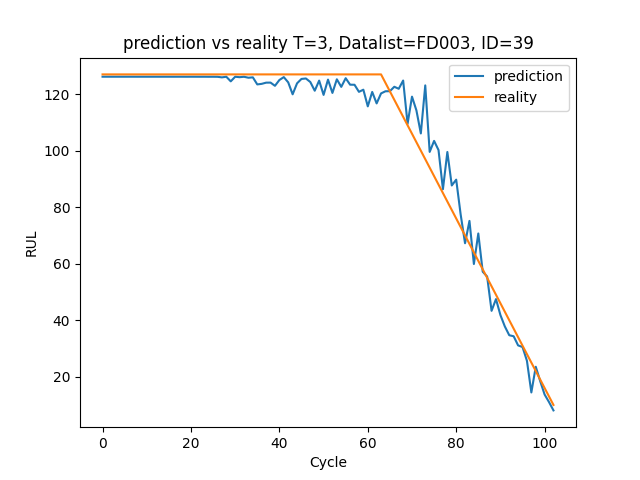 prediction vs reality T=3, Datalist=FD003, ID=39
prediction
reality
120
100
80
60
40
20
RUL
0 20 40 60 80 100
Cycle